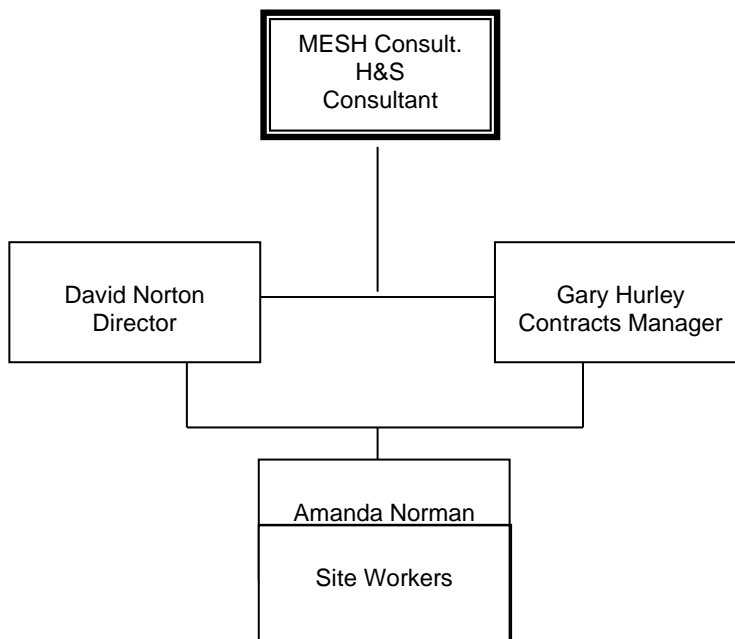 MESH Consult.
H&S
Consultant
David Norton
Director
Gary Hurley
Contracts Manager
Amanda Norman
Site Workers